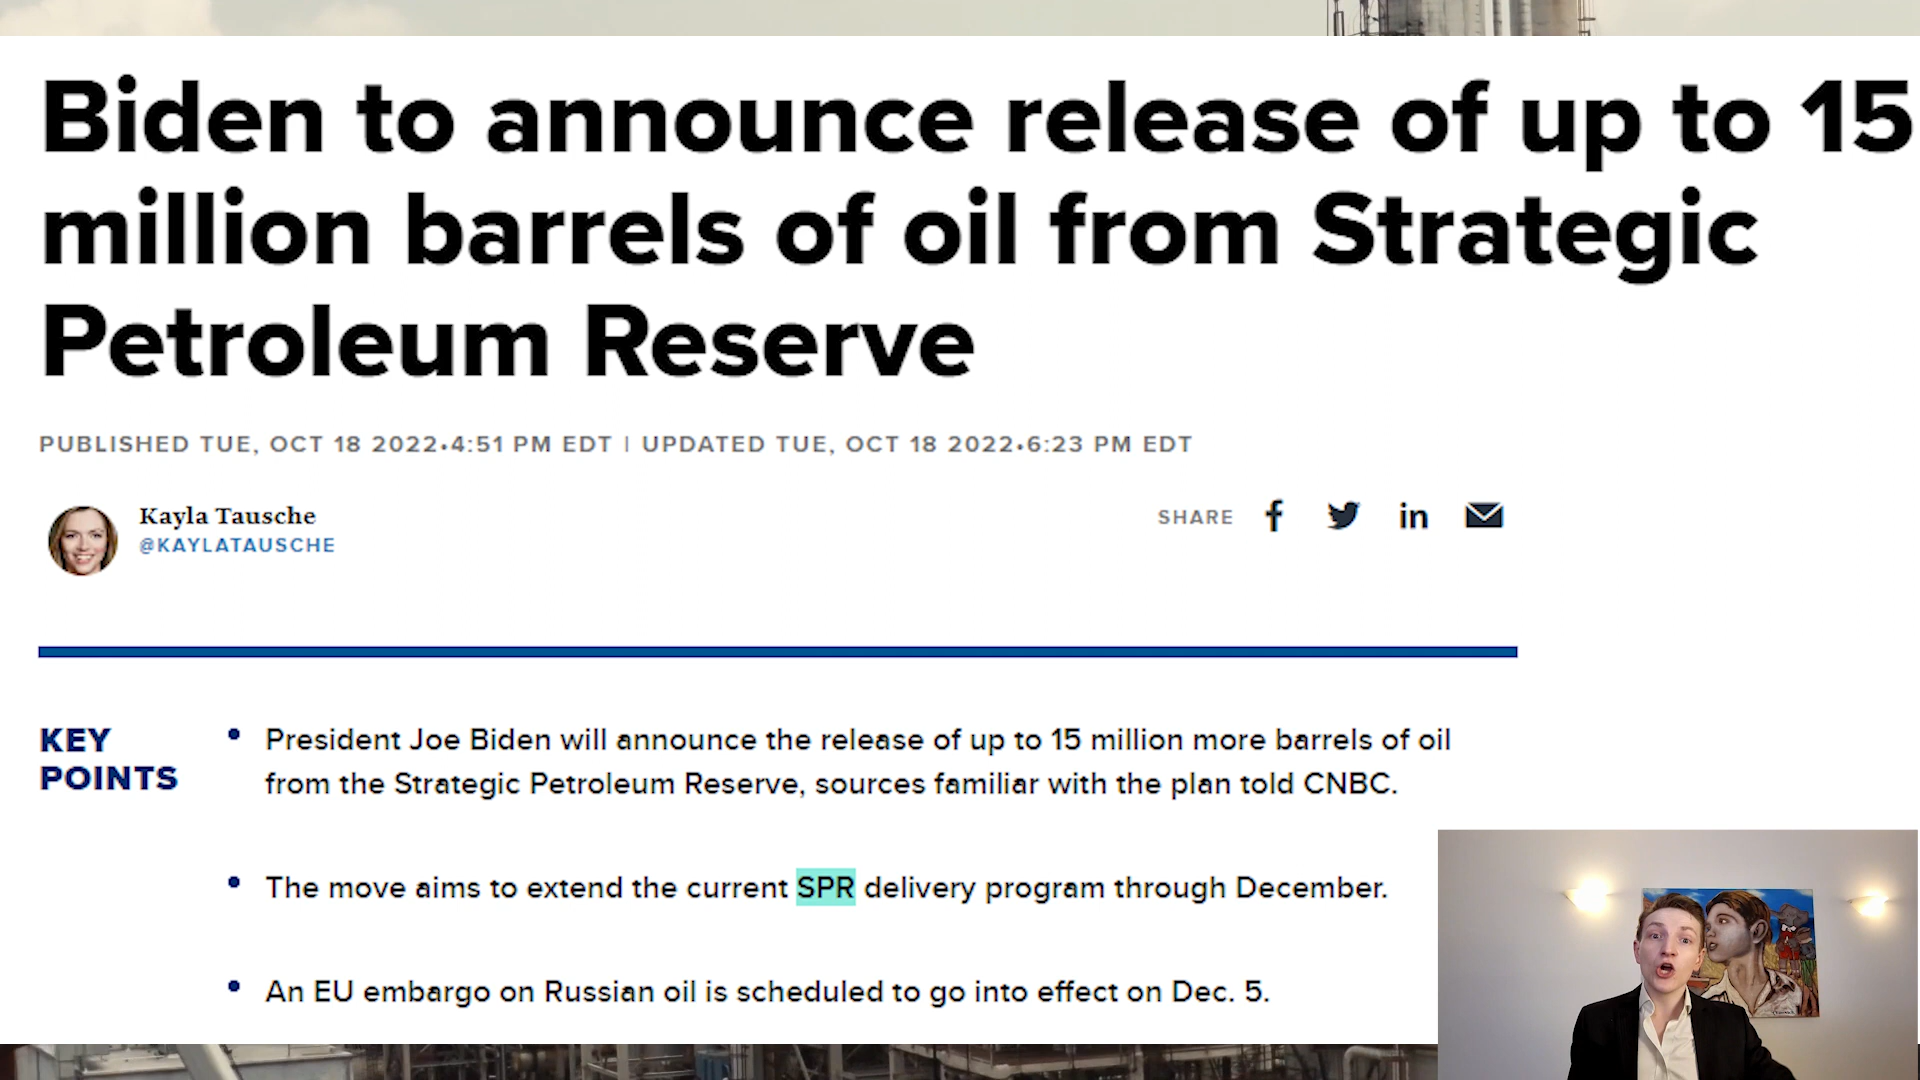 Biden to announce release of up to 15
million barrels of oil from Strategic
Petroleum Reserve
PUBLISHED TUE, OCT 18 2022•4:51 PM EDT | UPDATED TUE, OCT 18 2022•6:23 PM EDT
Kayla Tausche
@KAYLATAUSCHE
SHARE f in
KEY
POINTS
• President Joe Biden will announce the release of up to 15 million more barrels of oil
from the Strategic Petroleum Reserve, sources familiar with the plan told CNBC.
• The move aims to extend the current SPR delivery program through December.
• An EU embargo on Russian oil is scheduled to go into effect on Dec. 5.